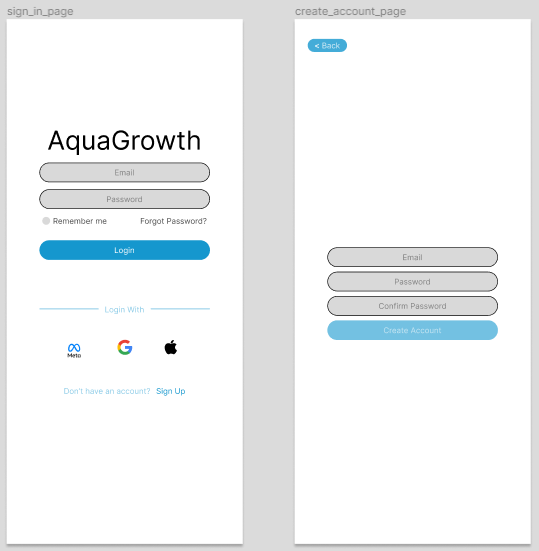 sign_in_page
AquaGrowth
Email
Password
Remember me
Forgot Password?
Login
Login With
Meta
Don't have an account? Sign Up
create_account_page
< Back
Email
Password
Confirm Password
Create Account